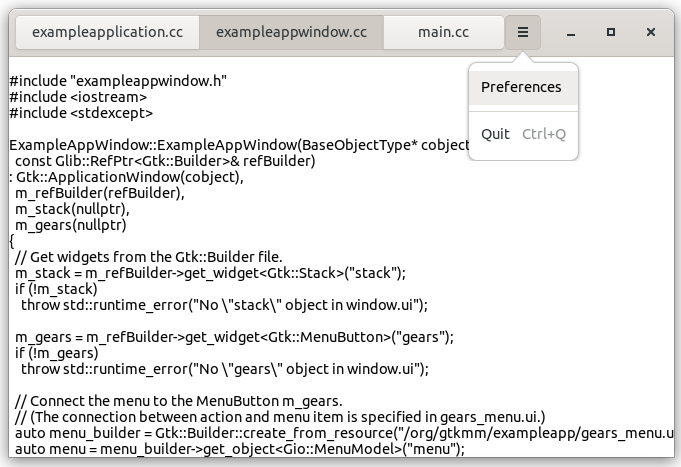 exampleapplication.cc exampleappwindow.cc main.cc
Preferences
Quit Ctrl+Q
#include "exampleappwindow.h"
#include <iostream>
#include <stdexcept>
ExampleAppWindow::ExampleAppWindow(BaseObjectType* cobject
const Glib::RefPtr<Gtk::Builder>& refBuilder)
: Gtk::ApplicationWindow(cobject),
m_refBuilder(refBuilder),
m_stack(nullptr),
m_gears(nullptr)
{
// Get widgets from the Gtk::Builder file.
m_stack = m_refBuilder->get_widget<Gtk::Stack>("stack");
if (!m_stack)
throw std::runtime_error("No \"stack\" object in window.ui");
m_gears = m_refBuilder->get_widget<Gtk::MenuButton>("gears");
if (!m_gears)
throw std::runtime_error("No \"gears\" object in window.ui");
// Connect the menu to the MenuButton m_gears.
// (The connection between action and menu item is specified in gears_menu.ui.)
auto menu_builder = Gtk::Builder::create_from_resource("/org/gtkmm/exampleapp/gears_menu.u
auto menu = menu_builder->get_object<Gio::MenuModel>("menu");